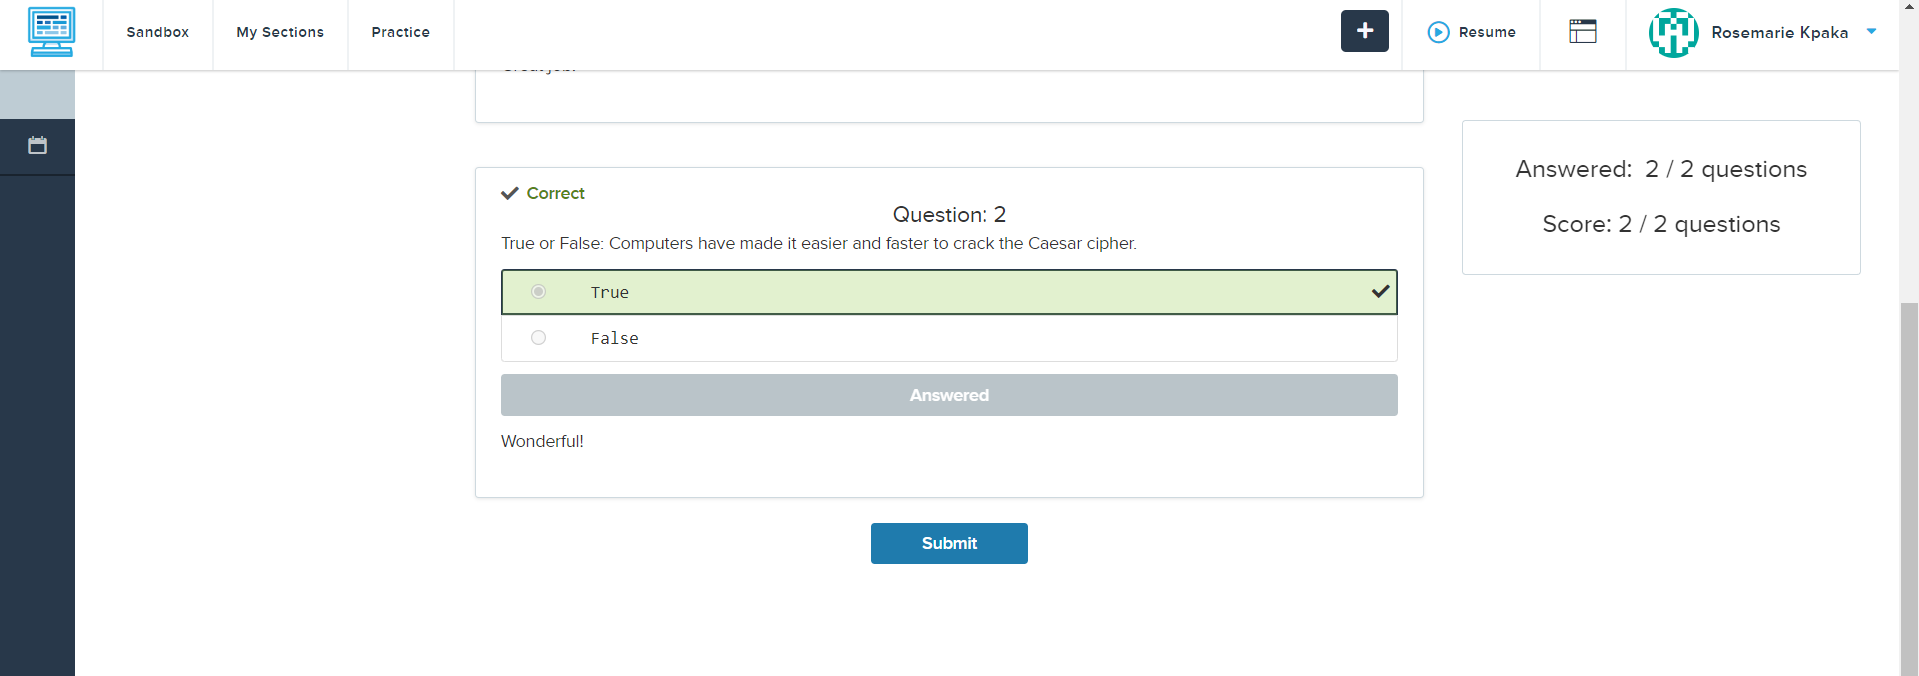 Sandbox
My Sections
Practice
+
Resume
Rosemarie Kpaka
Correct
Question: 2
True or False: Computers have made it easier and faster to crack the Caesar cipher.
True
False
Answered
Wonderful!
Submit
Answered: 2 / 2 questions
Score: 2 / 2 questions